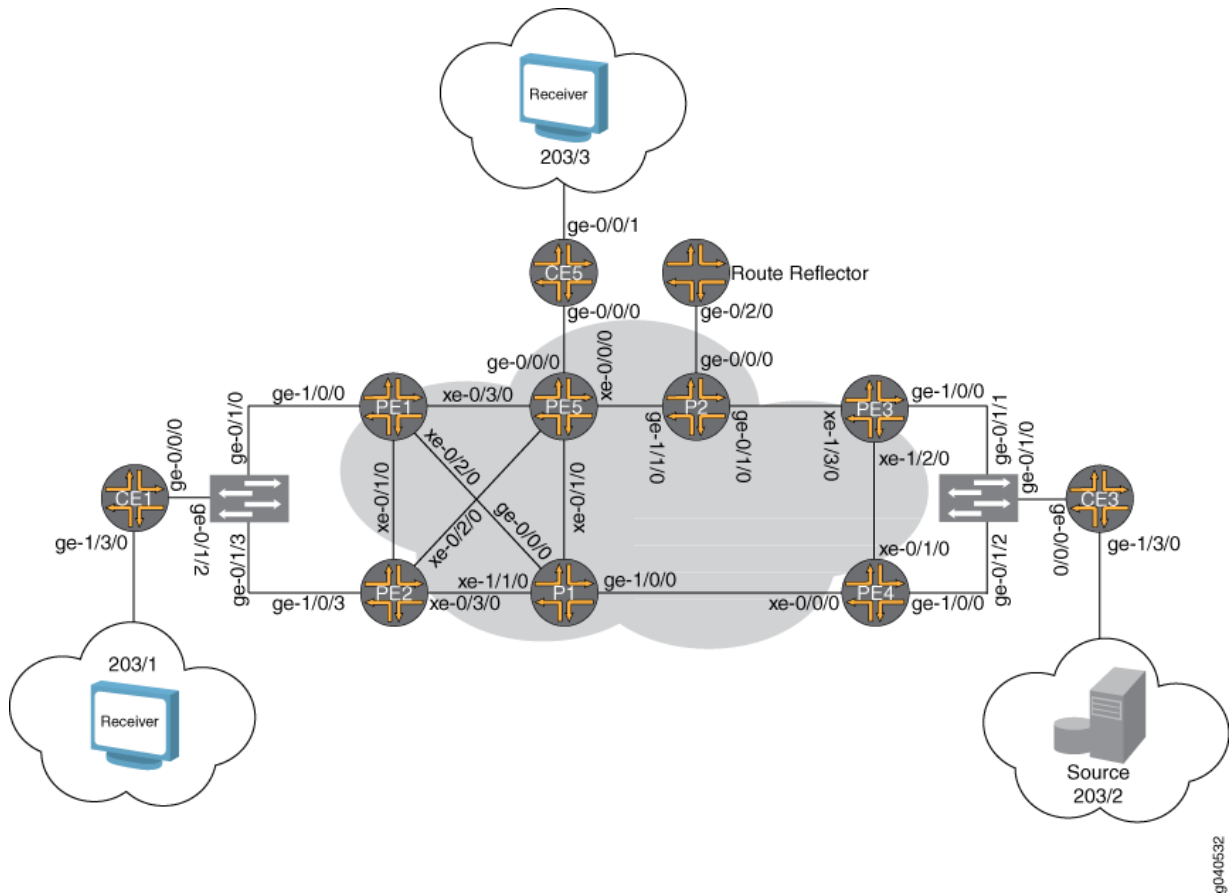 Receiver
203/3
ge-0/0/1
CE5
Route Reflector
ge-0/0/0
ge-0/2/0
ge-0/0/0
xe-0/0/0
ge-0/0/0
ge-0/1/0
ge-1/0/0
PE1
xe-0/3/0
PE5
P2
PE3
ge-1/0/0
ge-1/1/0
ge-0/1/0
xe-1/3/0
ge-0/1/1
ge-0/0/0
xe-0/2/0
xe-1/2/0
ge-0/1/0
CE1
CE3
ge-0/1/2
xe-0/1/0
xe-0/2/0
ge-0/0/0
xe-0/1/0
ge-0/0/0
ge-1/3/0
ge-0/1/3
xe-0/1/0
ge-0/1/2
ge-1/3/0
ge-1/0/3
PE2
xe-1/1/0
xe-0/3/0
P1
ge-1/0/0
xe-0/0/0
PE4
ge-1/0/0
203/1
Receiver
Source
203/2
g040532